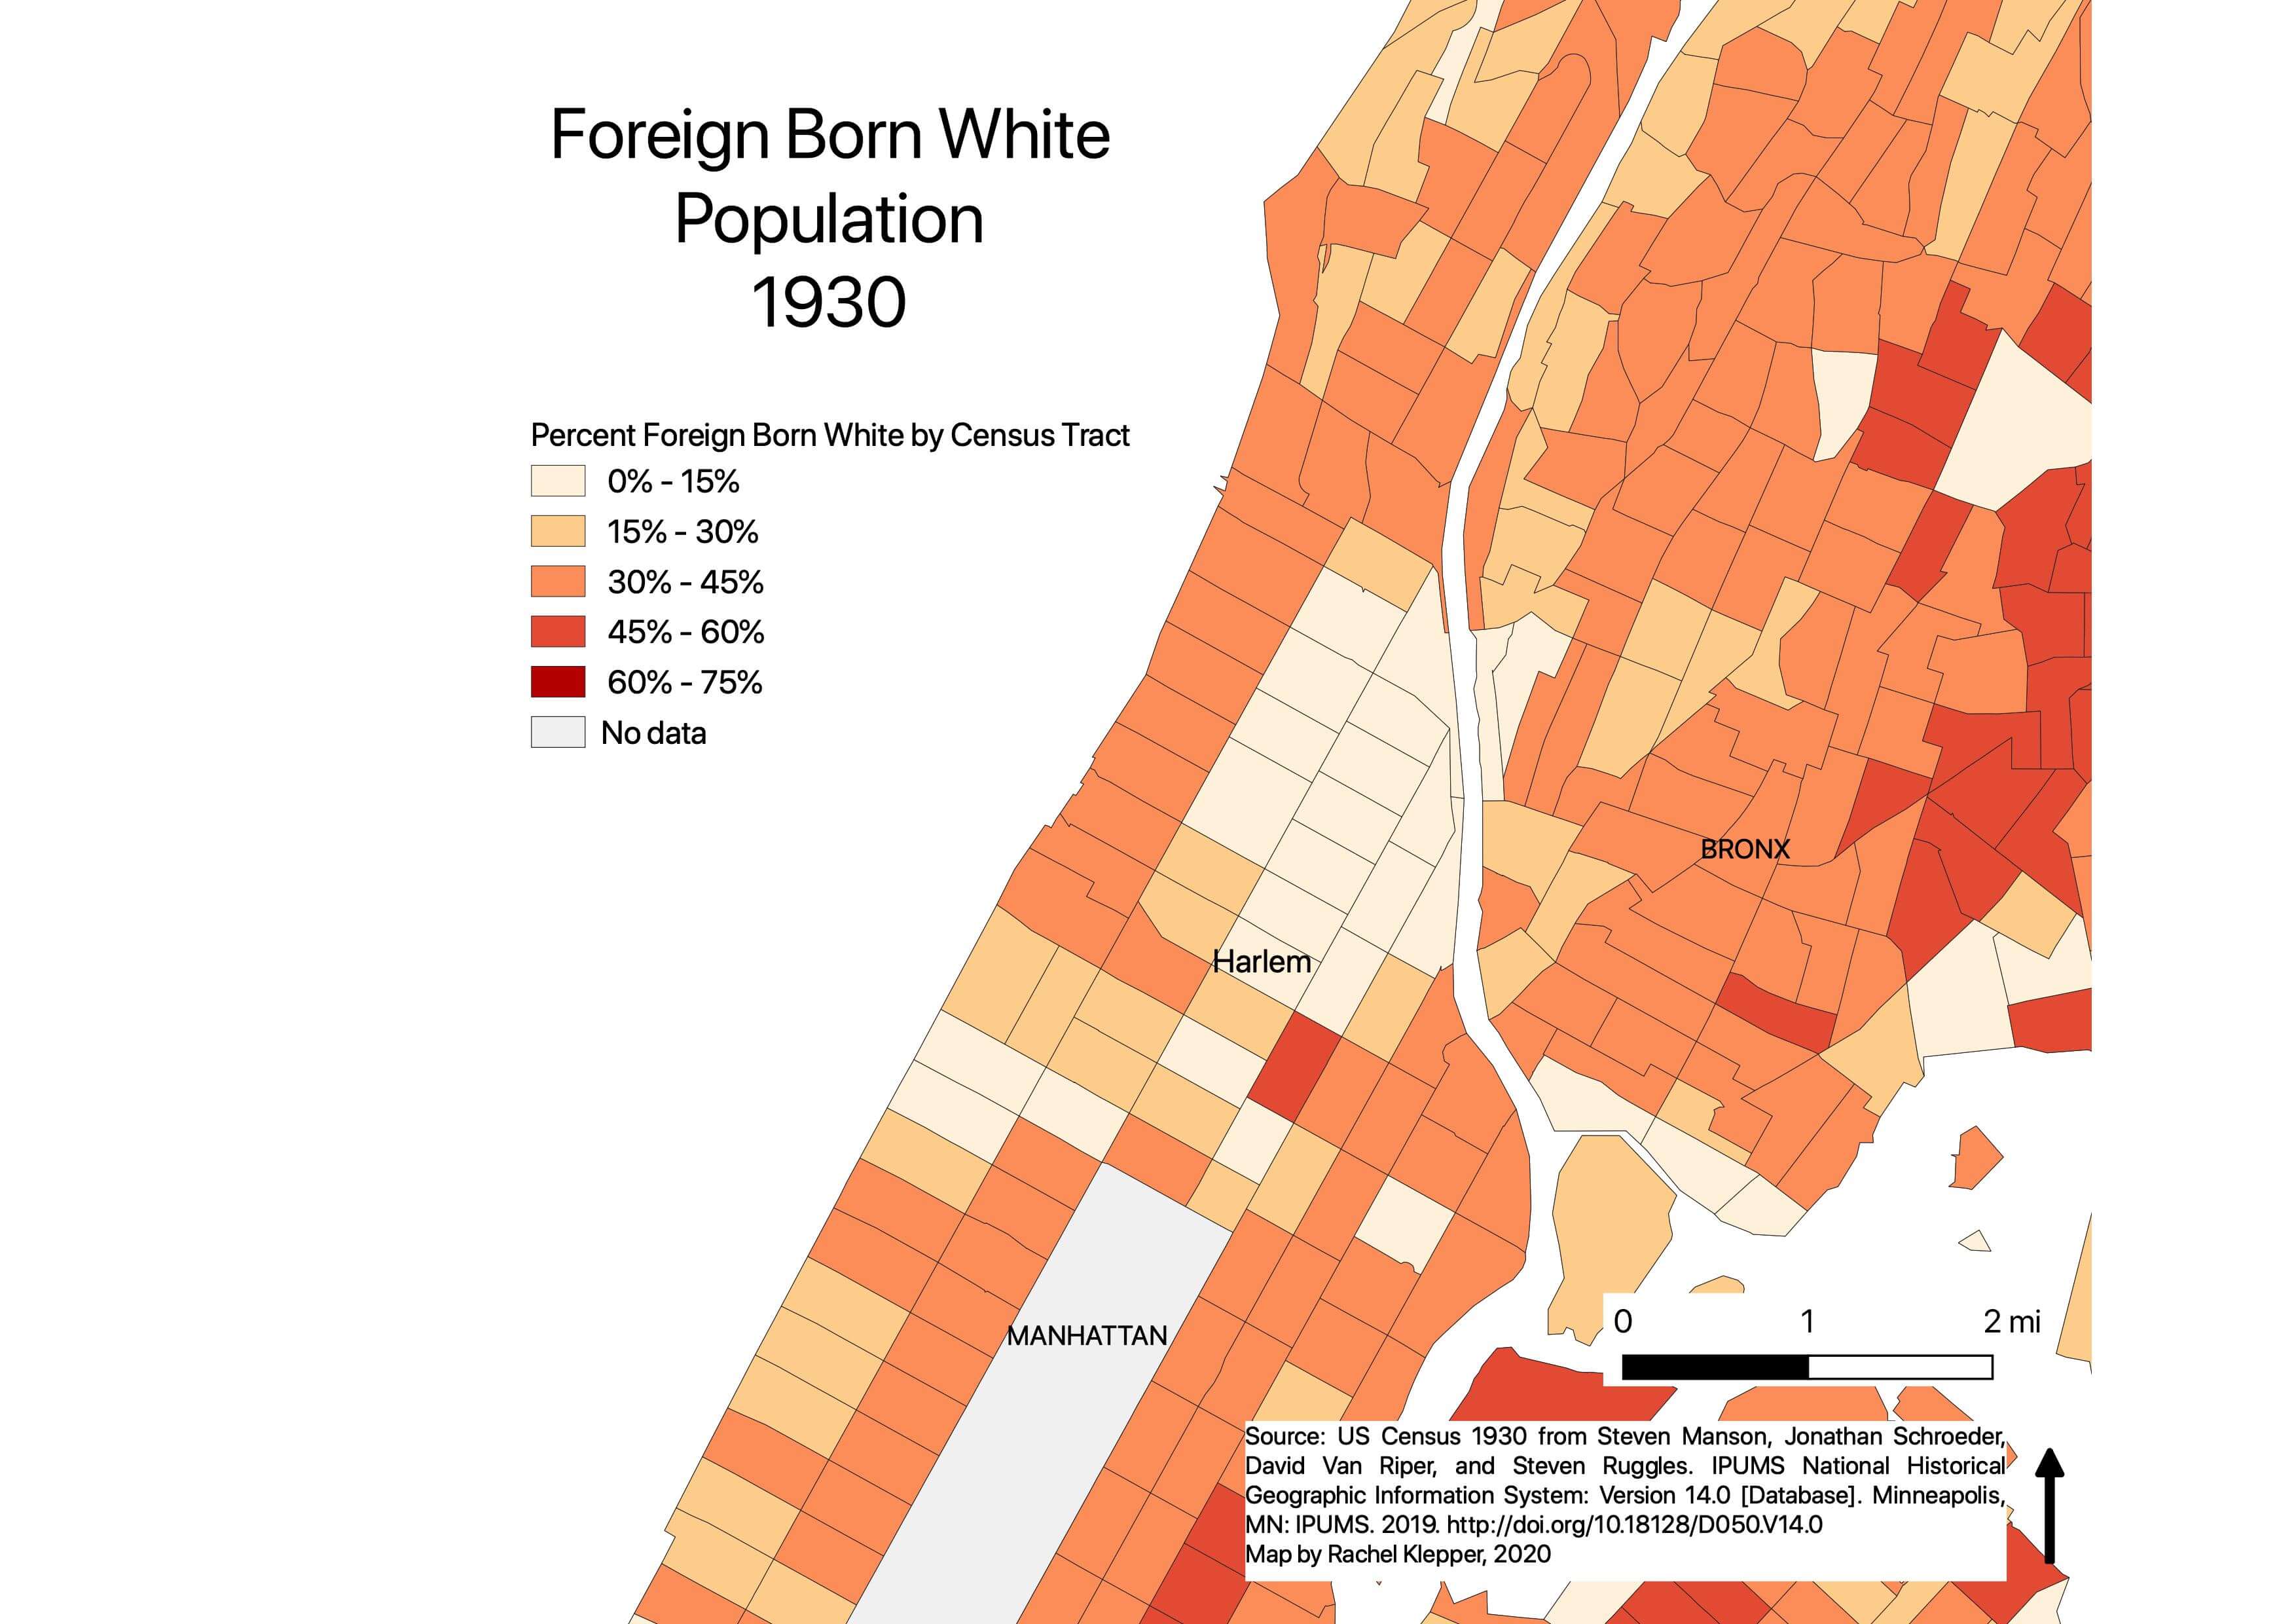 Foreign Born White
Population
1930
Percent Foreign Born White by Census Tract
0% - 15%
15% - 30%
30% - 45%
45% - 60%
60% - 75%
No data
BRONX
Harlem
MANHATTAN
0 1 2 mi
Source: US Census 1930 from Steven Manson, Jonathan Schroeder,
David Van Riper, and Steven Ruggles. IPUMS National Historical
Geographic Information System: Version 14.0 [Database]. Minneapolis,
MN: IPUMS. 2019. http://doi.org/10.18128/D050.V14.0
Map by Rachel Klepper, 2020